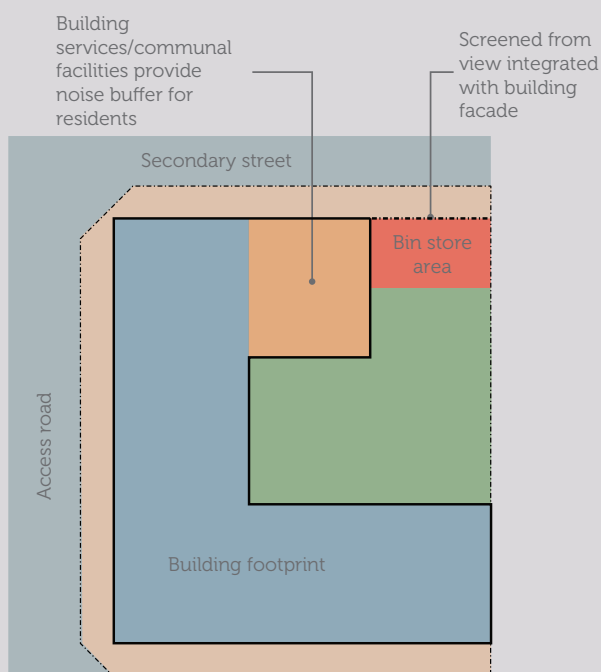 Building
services/communal
facilities provide
noise buffer for
residents
Screened from
view integrated
with building
facade
Secondary street
Bin store
area
Access road
Building footprint